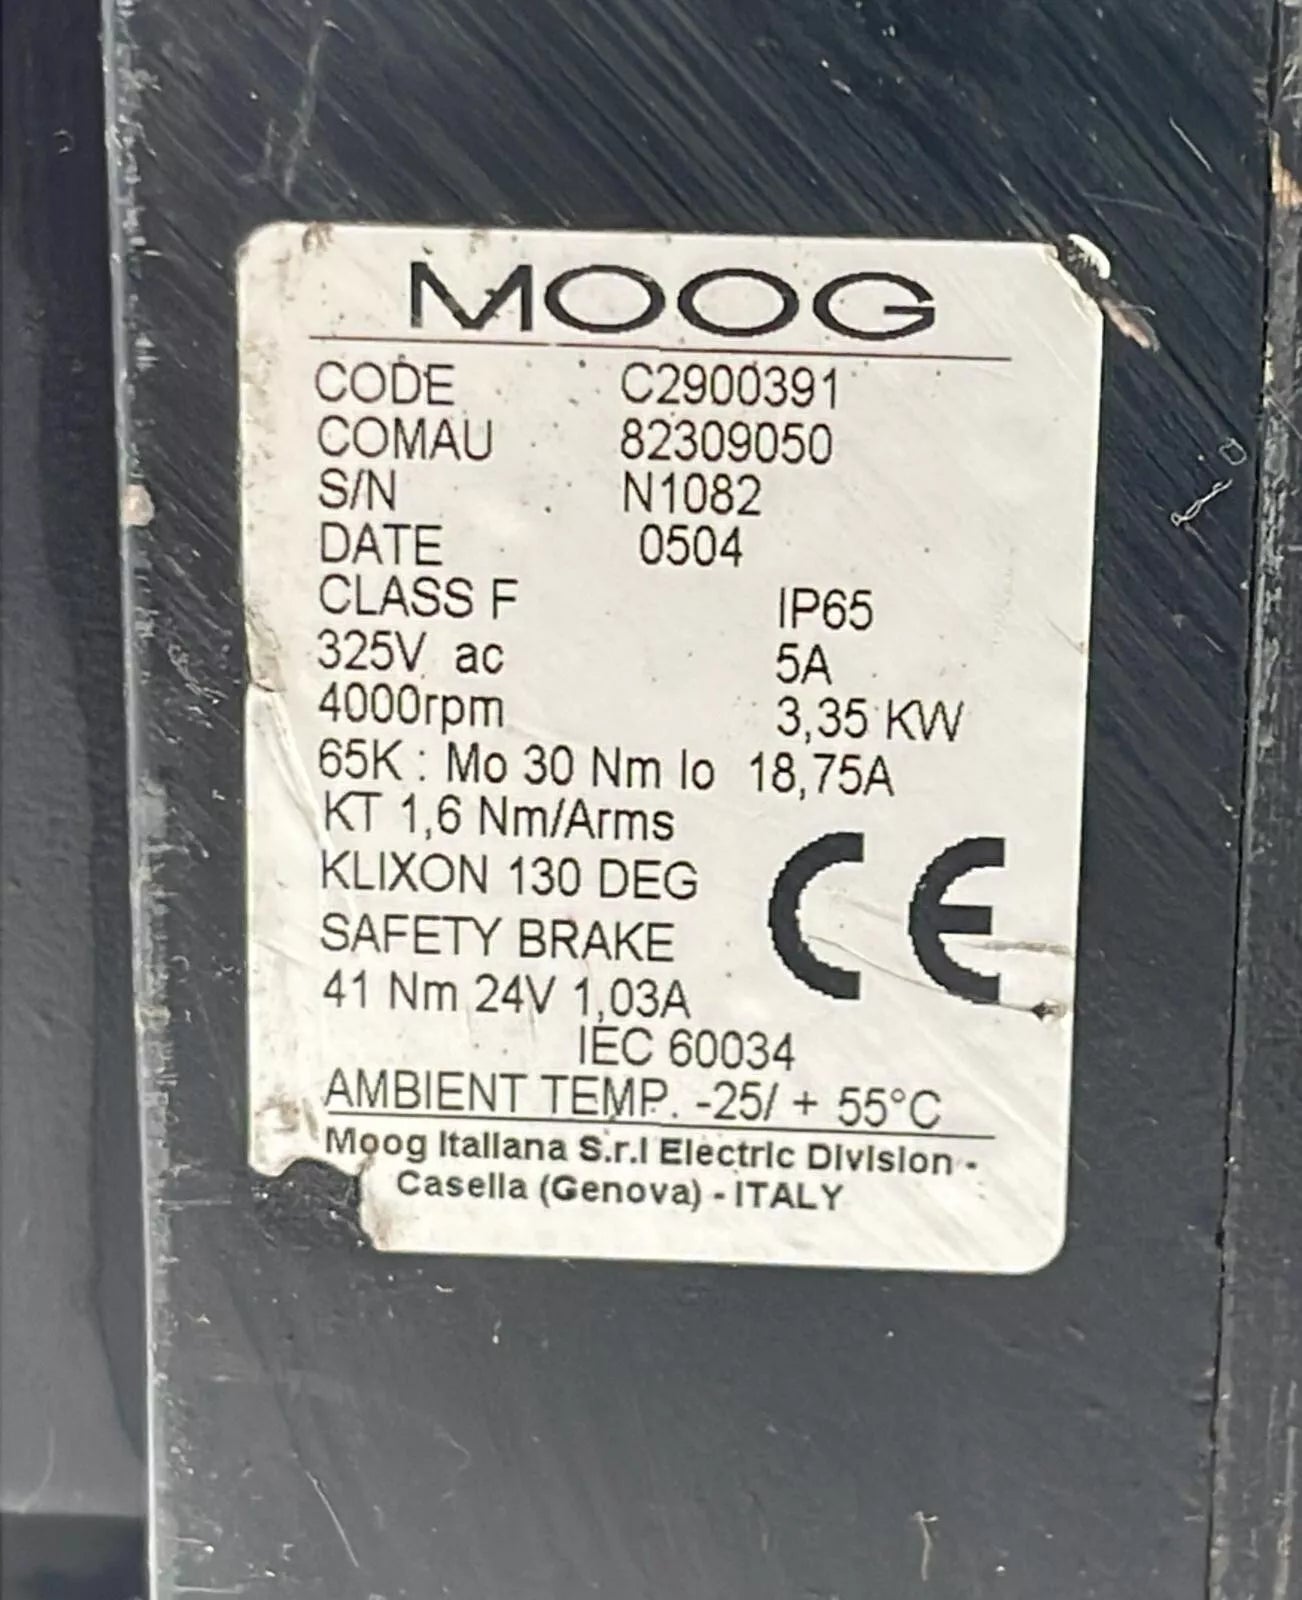 MOOG
CODE C2900391
COMAU 82309050
S/N N1082
DATE 0504
CLASS F IP65
325V ac 5A
4000rpm 3,35 KW
65K : Mo 30 Nm Io 18,75A
KT 1,6 Nm/Arms
KLIXON 130 DEG
SAFETY BRAKE
41 Nm 24V 1,03A
CE
IEC 60034
AMBIENT TEMP. -25/ + 55°C
Moog Italiana S.r.l Electric Division -
Casella (Genova) - ITALY